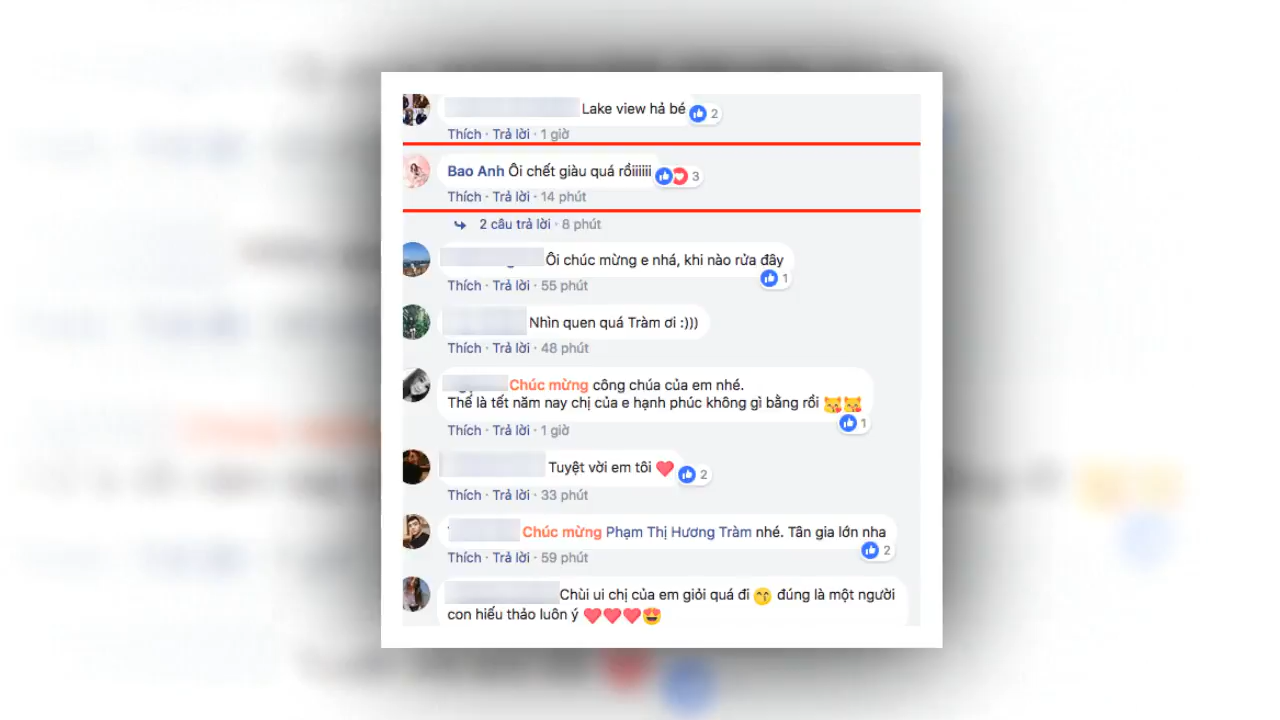 Lake view hả bé 2
Thích · Trả lời · 1 giờ
Bao Anh Ôi chết giàu quá rồiiiiiii 3
Thích · Trả lời · 14 phút
2 câu trả lời · 8 phút
Ôi chúc mừng e nhá, khi nào rửa đây
1
Thích · Trả lời · 55 phút
Nhìn quen quá Tràm ơi :)))
Thích · Trả lời · 48 phút
Chúc mừng công chúa của em nhé.
Thế là tết năm nay chị của e hạnh phúc không gì bằng rồi 😽😽
1
Thích · Trả lời · 1 giờ
Tuyệt vời em tôi ❤️ 2
Thích · Trả lời · 33 phút
Chúc mừng Phạm Thị Hương Tràm nhé. Tân gia lớn nha
2
Thích · Trả lời · 59 phút
Chùi ui chị của em giỏi quá đi 😙 đúng là một người
con hiếu thảo luôn ý ❤️❤️❤️😍